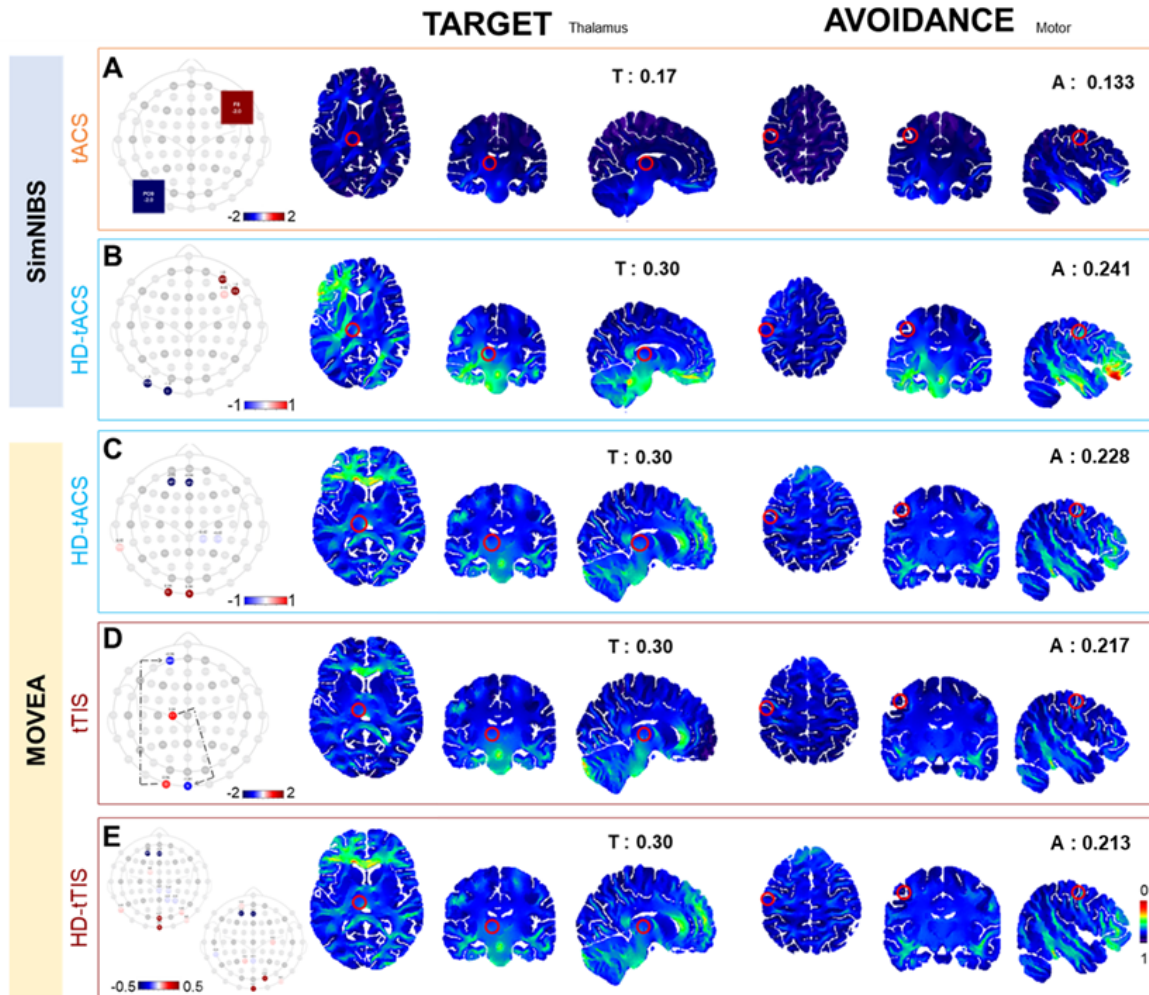 TARGET Thalamus AVOIDANCE Motor
SimNIBS
MOVEA
tACS
A
T : 0.17
A : 0.133
-2 2
HD-tACS
B
T : 0.30
A : 0.241
-1 1
HD-tACS
C
T : 0.30
A : 0.228
-1 1
tTIS
D
T : 0.30
A : 0.217
-2 2
HD-tTIS
E
T : 0.30
A : 0.213
-0.5 0.5
0
1